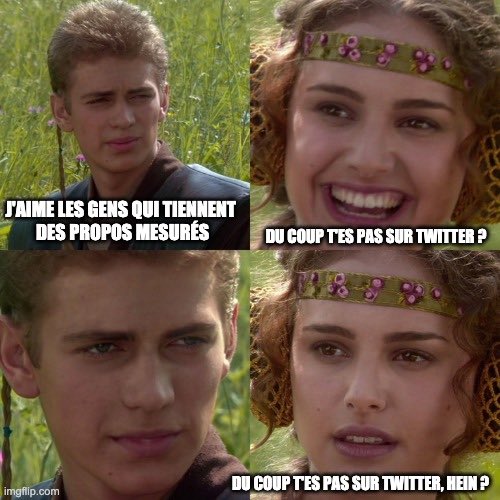 J'AIME LES GENS QUI TIENNENT
DES PROPOS MESURÉS
DU COUP T'ES PAS SUR TWITTER ?
DU COUP T'ES PAS SUR TWITTER, HEIN ?
imgflip.com